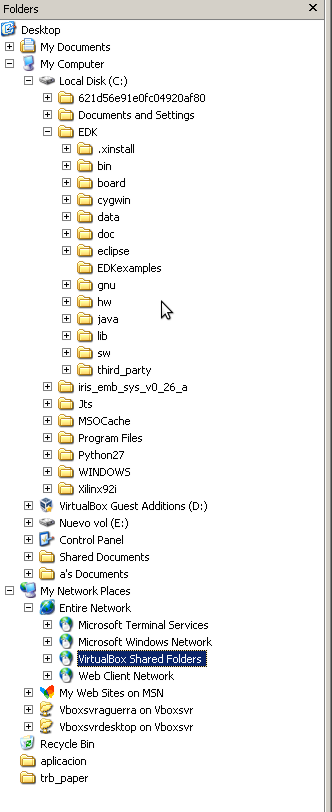 Folders
Desktop
My Documents
My Computer
Local Disk (C:)
621d56e91e0fc04920af80
Documents and Settings
EDK
.xinstall
bin
board
cygwin
data
doc
eclipse
EDKexamples
gnu
hw
java
lib
sw
third_party
iris_emb_sys_v0_26_a
Jts
MSOCache
Program Files
Python27
WINDOWS
Xilinx92i
VirtualBox Guest Additions (D:)
Nuevo vol (E:)
Control Panel
Shared Documents
a's Documents
My Network Places
Entire Network
Microsoft Terminal Services
Microsoft Windows Network
VirtualBox Shared Folders
Web Client Network
My Web Sites on MSN
Vboxsvraguerra on Vboxsvr
Vboxsvrdesktop on Vboxsvr
Recycle Bin
aplicacion
trb_paper